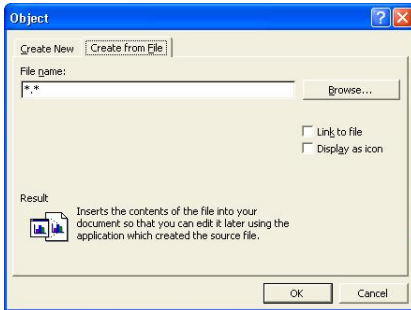 Object
Create New
Create from File
File name:
*.*
Browse...
Link to file
Display as icon
Result
Inserts the contents of the file into your
document so that you can edit it later using the
application which created the source file.
OK
Cancel